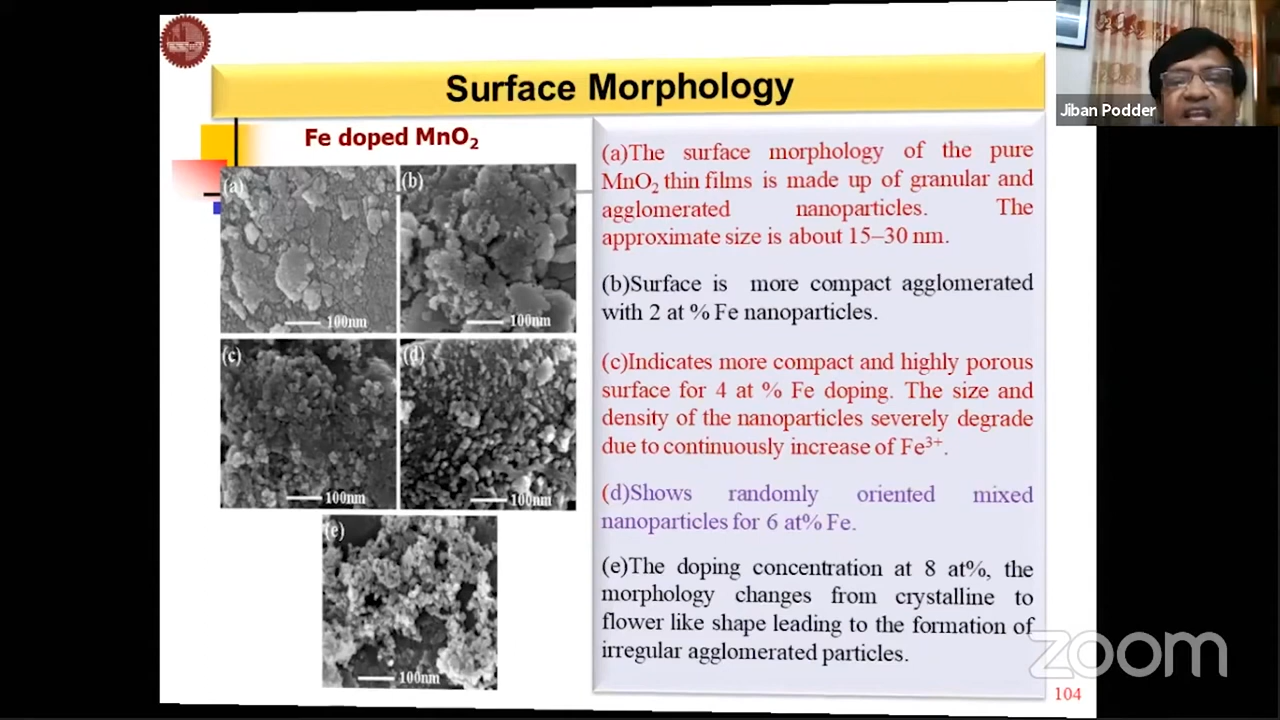 Surface Morphology
Jiban Podder
Fe doped MnO₂
(a)
(b)
100nm
100nm
(c)
(d)
100nm
100nm
(e)
100nm
(a)The surface morphology of the pure
MnO₂ thin films is made up of granular and
agglomerated nanoparticles. The
approximate size is about 15–30 nm.
(b)Surface is more compact agglomerated
with 2 at % Fe nanoparticles.
(c)Indicates more compact and highly porous
surface for 4 at % Fe doping. The size and
density of the nanoparticles severely degrade
due to continuously increase of Fe³⁺.
(d)Shows randomly oriented mixed
nanoparticles for 6 at% Fe.
(e)The doping concentration at 8 at%, the
morphology changes from crystalline to
flower like shape leading to the formation of
irregular agglomerated particles.
zoom
104